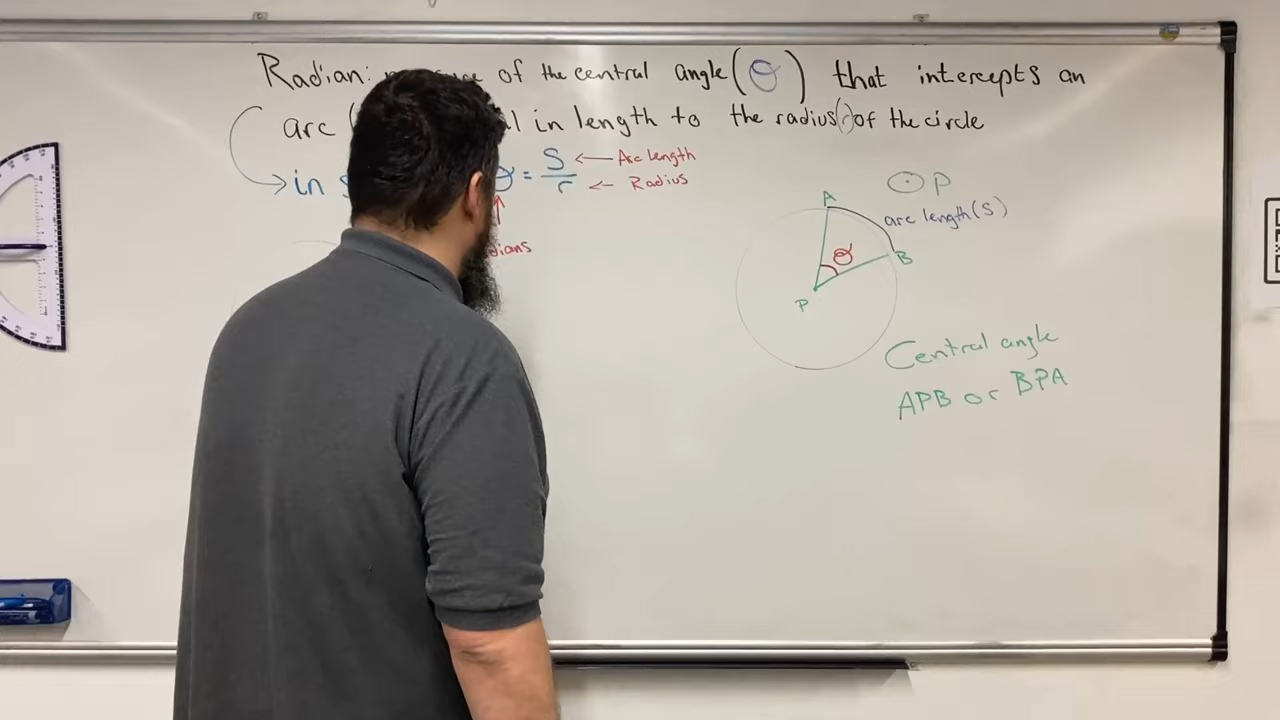 Radian: of the central angle (θ) that intercepts an
arc in length to the radius (r) of the circle
in θ = S/r ← Arc length
← Radius
⊙ P
arc length (S)
A
θ
B
P
Central angle
APB or BPA